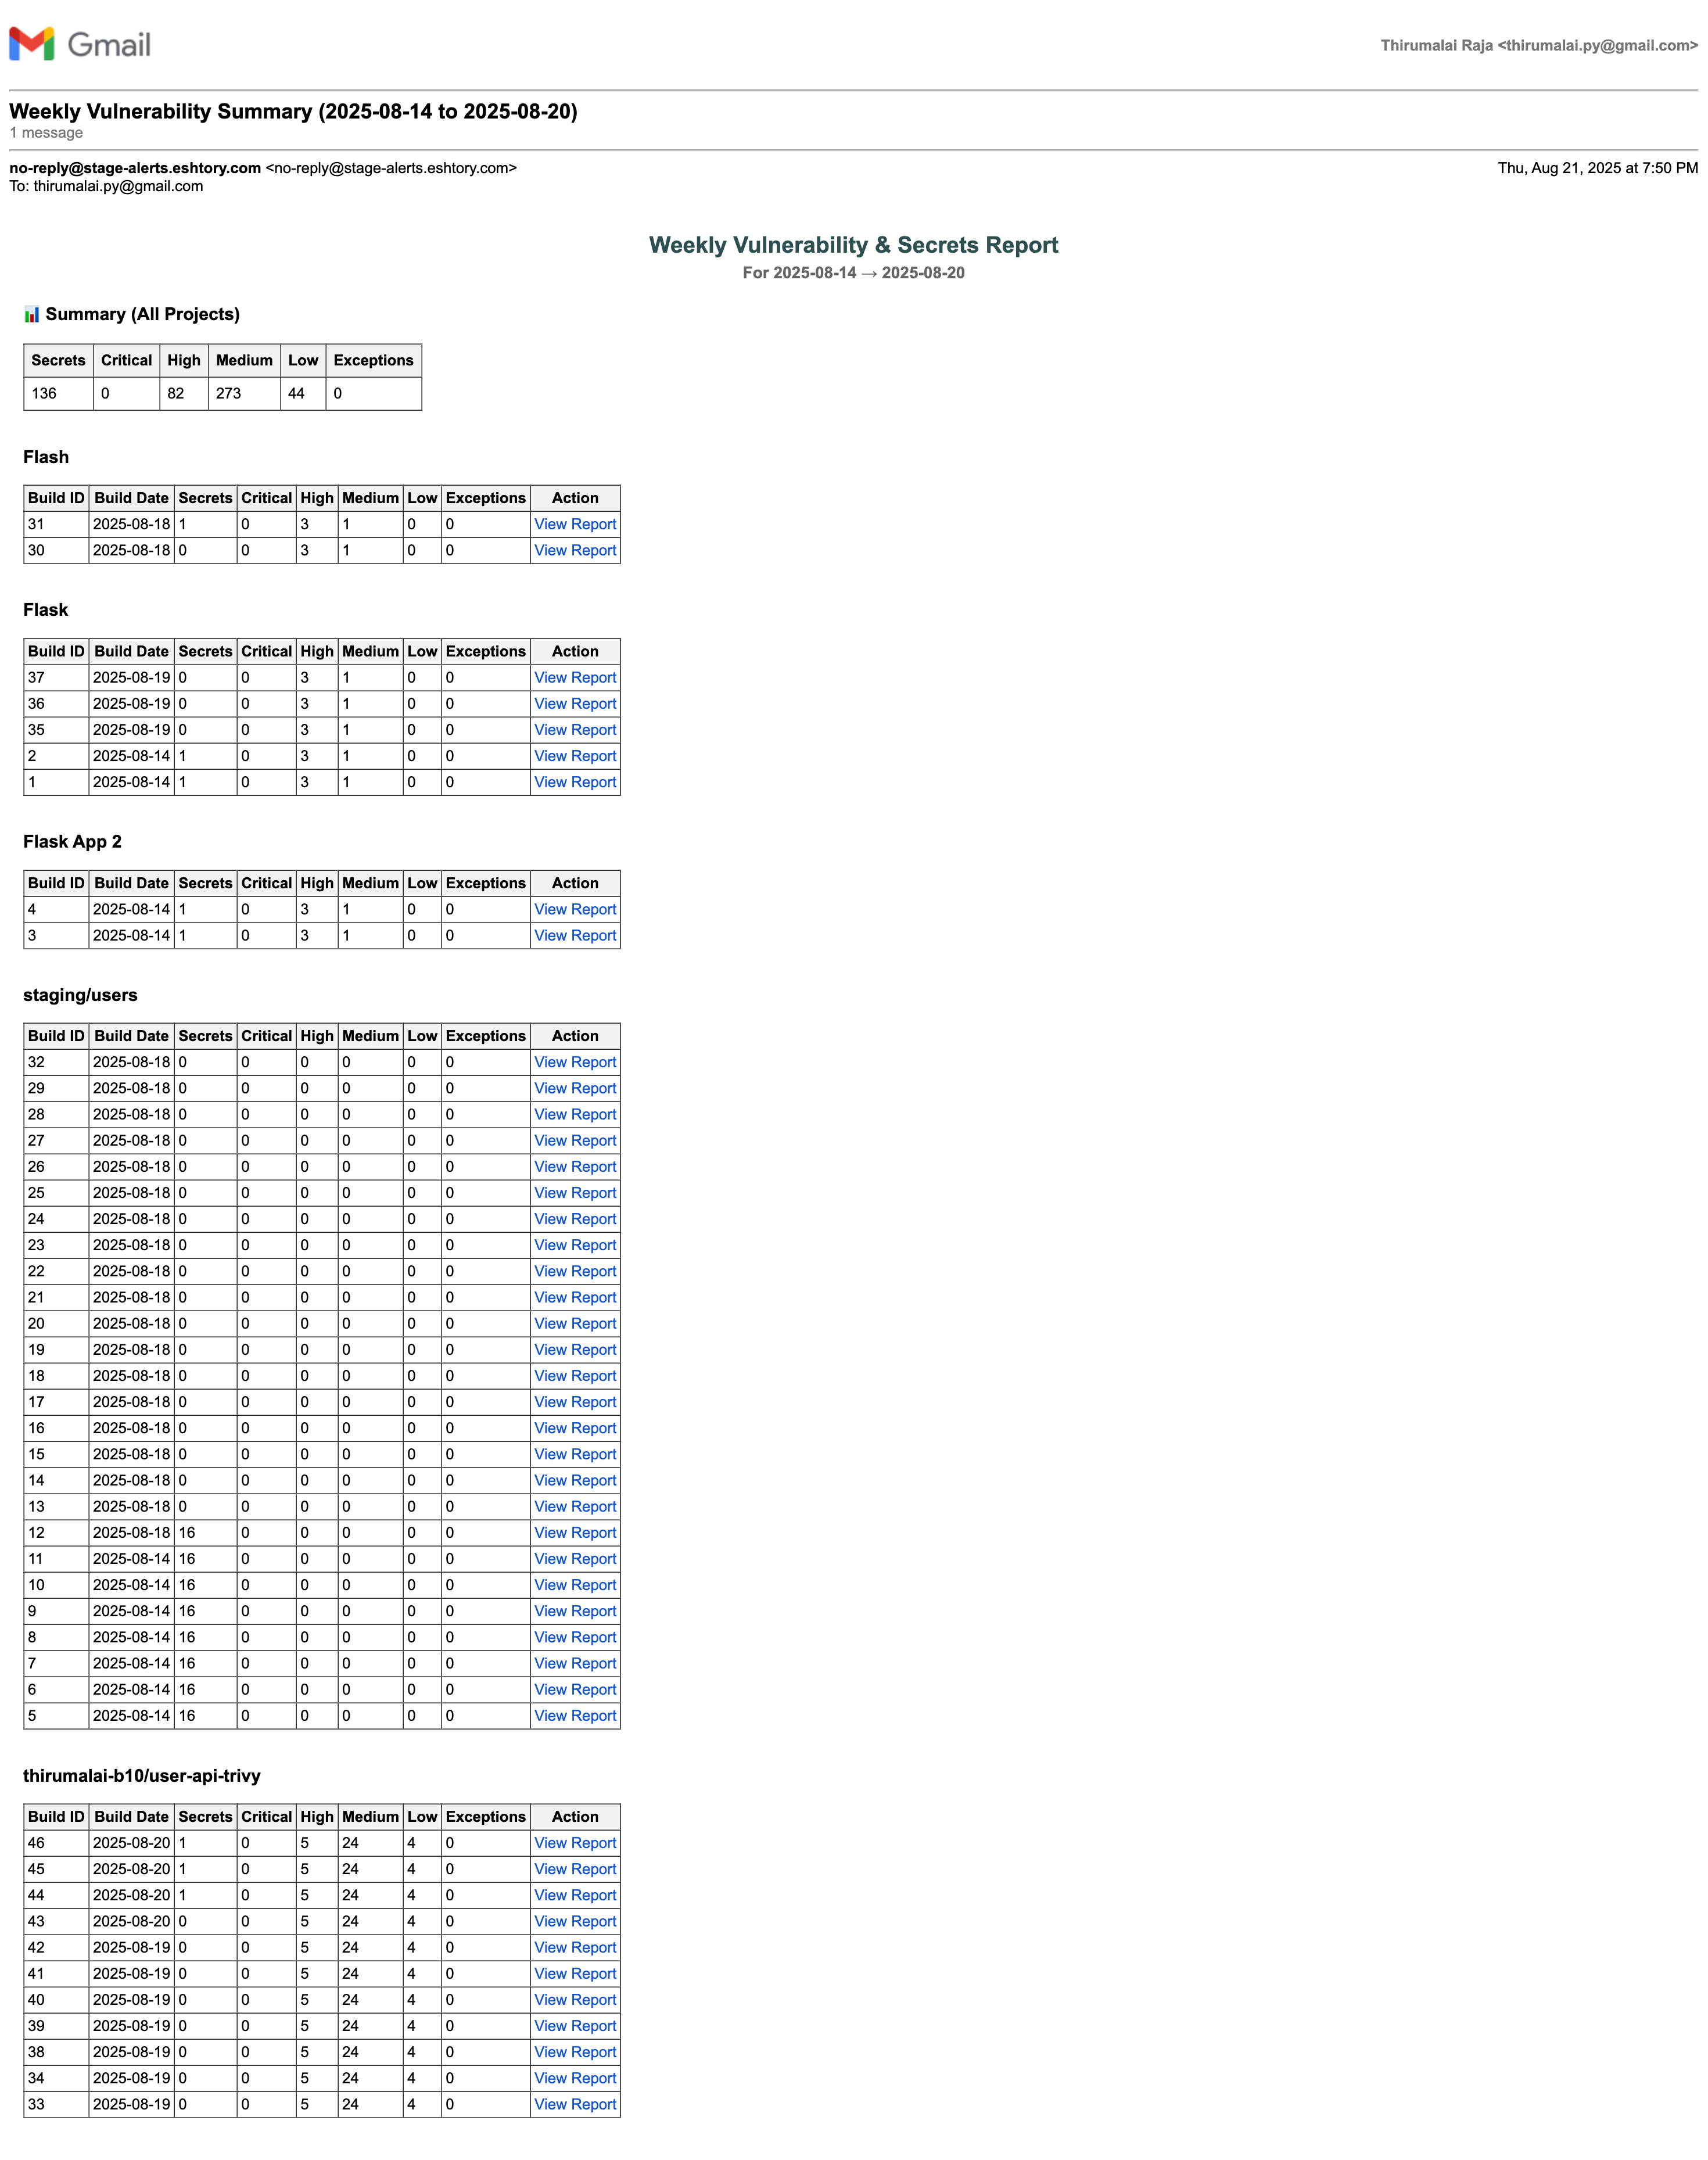 Gmail
Thirumalai Raja <thirumalai.py@gmail.com>
Weekly Vulnerability Summary (2025-08-14 to 2025-08-20)
1 message
no-reply@stage-alerts.eshtory.com <no-reply@stage-alerts.eshtory.com> Thu, Aug 21, 2025 at 7:50 PM
To: thirumalai.py@gmail.com
Weekly Vulnerability & Secrets Report
For 2025-08-14 → 2025-08-20
📊 Summary (All Projects)
Secrets Critical High Medium Low Exceptions
136 0 82 273 44 0
Flash
Build ID Build Date Secrets Critical High Medium Low Exceptions Action
31 2025-08-18 1 0 3 1 0 0 View Report
30 2025-08-18 0 0 3 1 0 0 View Report
Flask
Build ID Build Date Secrets Critical High Medium Low Exceptions Action
37 2025-08-19 0 0 3 1 0 0 View Report
36 2025-08-19 0 0 3 1 0 0 View Report
35 2025-08-19 0 0 3 1 0 0 View Report
2 2025-08-14 1 0 3 1 0 0 View Report
1 2025-08-14 1 0 3 1 0 0 View Report
Flask App 2
Build ID Build Date Secrets Critical High Medium Low Exceptions Action
4 2025-08-14 1 0 3 1 0 0 View Report
3 2025-08-14 1 0 3 1 0 0 View Report
staging/users
Build ID Build Date Secrets Critical High Medium Low Exceptions Action
32 2025-08-18 0 0 0 0 0 0 View Report
29 2025-08-18 0 0 0 0 0 0 View Report
28 2025-08-18 0 0 0 0 0 0 View Report
27 2025-08-18 0 0 0 0 0 0 View Report
26 2025-08-18 0 0 0 0 0 0 View Report
25 2025-08-18 0 0 0 0 0 0 View Report
24 2025-08-18 0 0 0 0 0 0 View Report
23 2025-08-18 0 0 0 0 0 0 View Report
22 2025-08-18 0 0 0 0 0 0 View Report
21 2025-08-18 0 0 0 0 0 0 View Report
20 2025-08-18 0 0 0 0 0 0 View Report
19 2025-08-18 0 0 0 0 0 0 View Report
18 2025-08-18 0 0 0 0 0 0 View Report
17 2025-08-18 0 0 0 0 0 0 View Report
16 2025-08-18 0 0 0 0 0 0 View Report
15 2025-08-18 0 0 0 0 0 0 View Report
14 2025-08-18 0 0 0 0 0 0 View Report
13 2025-08-18 0 0 0 0 0 0 View Report
12 2025-08-18 16 0 0 0 0 0 View Report
11 2025-08-14 16 0 0 0 0 0 View Report
10 2025-08-14 16 0 0 0 0 0 View Report
9 2025-08-14 16 0 0 0 0 0 View Report
8 2025-08-14 16 0 0 0 0 0 View Report
7 2025-08-14 16 0 0 0 0 0 View Report
6 2025-08-14 16 0 0 0 0 0 View Report
5 2025-08-14 16 0 0 0 0 0 View Report
thirumalai-b10/user-api-trivy
Build ID Build Date Secrets Critical High Medium Low Exceptions Action
46 2025-08-20 1 0 5 24 4 0 View Report
45 2025-08-20 1 0 5 24 4 0 View Report
44 2025-08-20 1 0 5 24 4 0 View Report
43 2025-08-20 0 0 5 24 4 0 View Report
42 2025-08-19 0 0 5 24 4 0 View Report
41 2025-08-19 0 0 5 24 4 0 View Report
40 2025-08-19 0 0 5 24 4 0 View Report
39 2025-08-19 0 0 5 24 4 0 View Report
38 2025-08-19 0 0 5 24 4 0 View Report
34 2025-08-19 0 0 5 24 4 0 View Report
33 2025-08-19 0 0 5 24 4 0 View Report